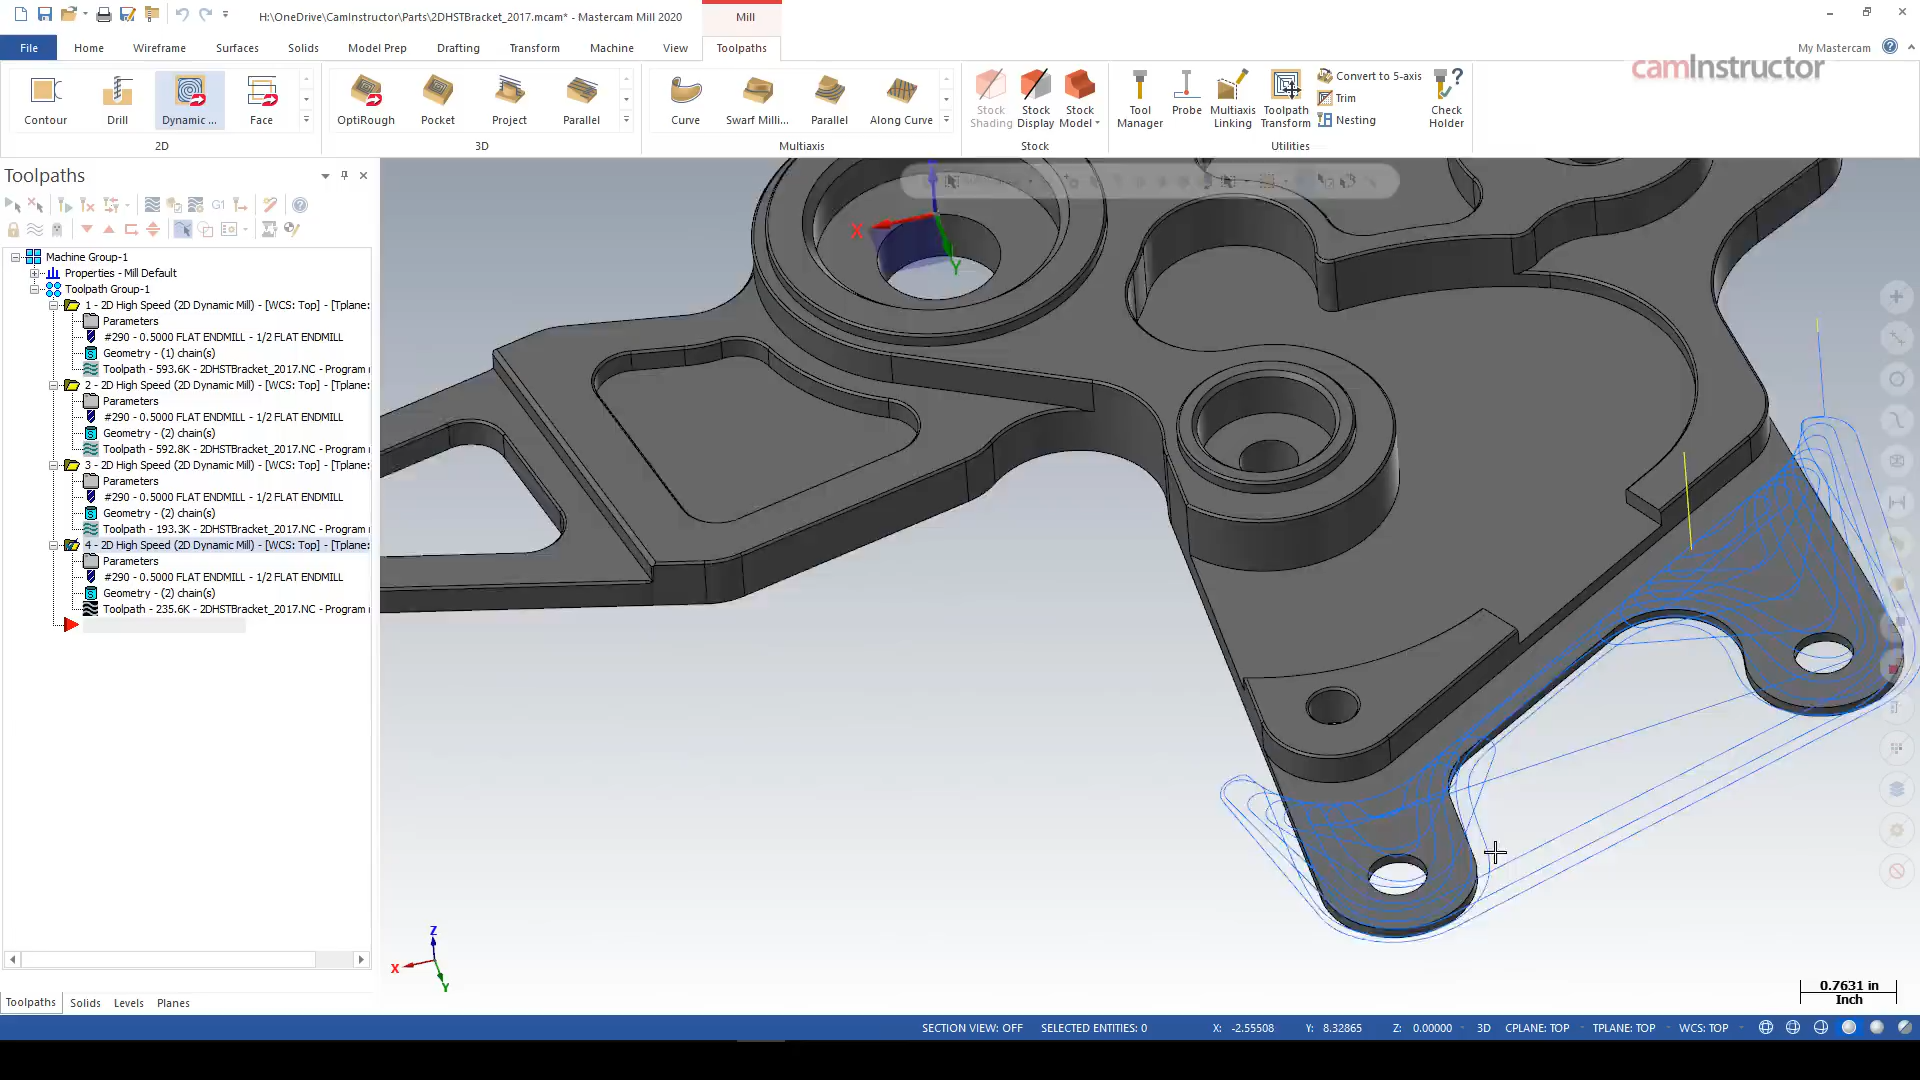 H:\OneDrive\CamInstructor\Parts\2DHSTBracket_2017.mcam* - Mastercam Mill 2020
Mill
File
Home
Wireframe
Surfaces
Solids
Model Prep
Drafting
Transform
Machine
View
Toolpaths
My Mastercam
camInstructor
Contour
Drill
Dynamic ...
Face
2D
OptiRough
Pocket
Project
Parallel
3D
Curve
Swarf Milli...
Parallel
Along Curve
Multiaxis
Stock Shading
Stock Display
Stock Model
Stock
Tool Manager
Probe
Multiaxis Linking
Toolpath Transform
Convert to 5-axis
Trim
Nesting
Check Holder
Utilities
Toolpaths
G1
Machine Group-1
Properties - Mill Default
Toolpath Group-1
1 - 2D High Speed (2D Dynamic Mill) - [WCS: Top] - [Tplane:
Parameters
#290 - 0.5000 FLAT ENDMILL - 1/2 FLAT ENDMILL
Geometry - (1) chain(s)
Toolpath - 593.6K - 2DHSTBracket_2017.NC - Program
2 - 2D High Speed (2D Dynamic Mill) - [WCS: Top] - [Tplane:
Parameters
#290 - 0.5000 FLAT ENDMILL - 1/2 FLAT ENDMILL
Geometry - (2) chain(s)
Toolpath - 592.8K - 2DHSTBracket_2017.NC - Program
3 - 2D High Speed (2D Dynamic Mill) - [WCS: Top] - [Tplane:
Parameters
#290 - 0.5000 FLAT ENDMILL - 1/2 FLAT ENDMILL
Geometry - (2) chain(s)
Toolpath - 193.3K - 2DHSTBracket_2017.NC - Program
4 - 2D High Speed (2D Dynamic Mill) - [WCS: Top] - [Tplane:
Parameters
#290 - 0.5000 FLAT ENDMILL - 1/2 FLAT ENDMILL
Geometry - (2) chain(s)
Toolpath - 235.6K - 2DHSTBracket_2017.NC - Program
X
Y
Z
X
Y
0.7631 in
Inch
Toolpaths
Solids
Levels
Planes
SECTION VIEW: OFF
SELECTED ENTITIES: 0
X: -2.55508
Y: 8.32865
Z: 0.00000
3D
CPLANE: TOP
TPLANE: TOP
WCS: TOP